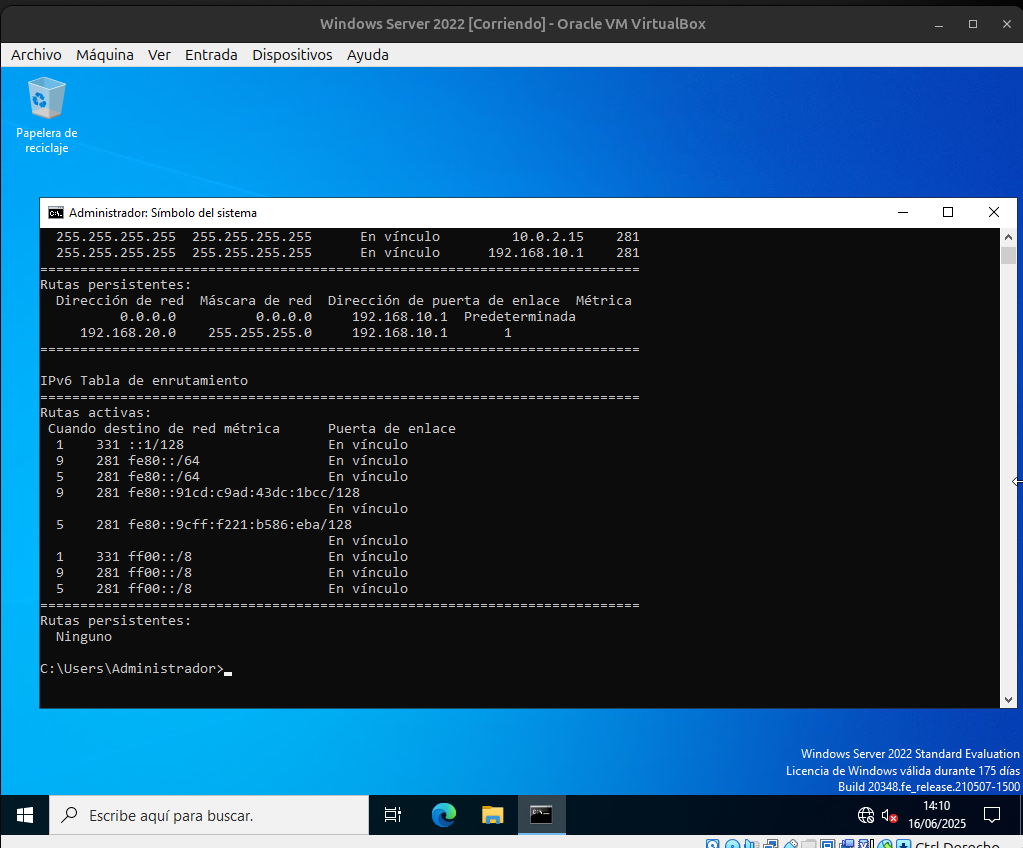 Windows Server 2022 [Corriendo] - Oracle VM VirtualBox
Archivo Máquina Ver Entrada Dispositivos Ayuda
Papelera de
reciclaje
Administrador: Símbolo del sistema
255.255.255.255 255.255.255.255 En vínculo 10.0.2.15 281
255.255.255.255 255.255.255.255 En vínculo 192.168.10.1 281
===========================================================================
Rutas persistentes:
Dirección de red Máscara de red Dirección de puerta de enlace Métrica
0.0.0.0 0.0.0.0 192.168.10.1 Predeterminada
192.168.20.0 255.255.255.0 192.168.10.1 1
===========================================================================
IPv6 Tabla de enrutamiento
===========================================================================
Rutas activas:
Cuando destino de red métrica Puerta de enlace
1 331 ::1/128 En vínculo
9 281 fe80::/64 En vínculo
5 281 fe80::/64 En vínculo
9 281 fe80::91cd:c9ad:43dc:1bcc/128
En vínculo
5 281 fe80::9cff:f221:b586:eba/128
En vínculo
1 331 ff00::/8 En vínculo
9 281 ff00::/8 En vínculo
5 281 ff00::/8 En vínculo
===========================================================================
Rutas persistentes:
Ninguno
C:\Users\Administrador>
Windows Server 2022 Standard Evaluation
Licencia de Windows válida durante 175 días
Build 20348.fe_release.210507-1500
Escribe aquí para buscar.
14:10
16/06/2025
Ctrl Derecho